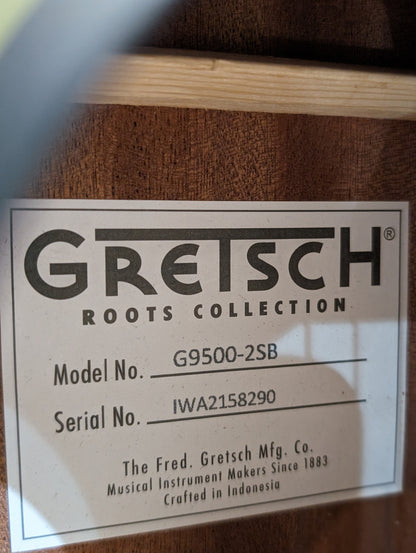 GRETSCH®
ROOTS COLLECTION
Model No. G9500-2SB
Serial No. IWA2158290
The Fred. Gretsch Mfg. Co.
Musical Instrument Makers Since 1883
Crafted in Indonesia